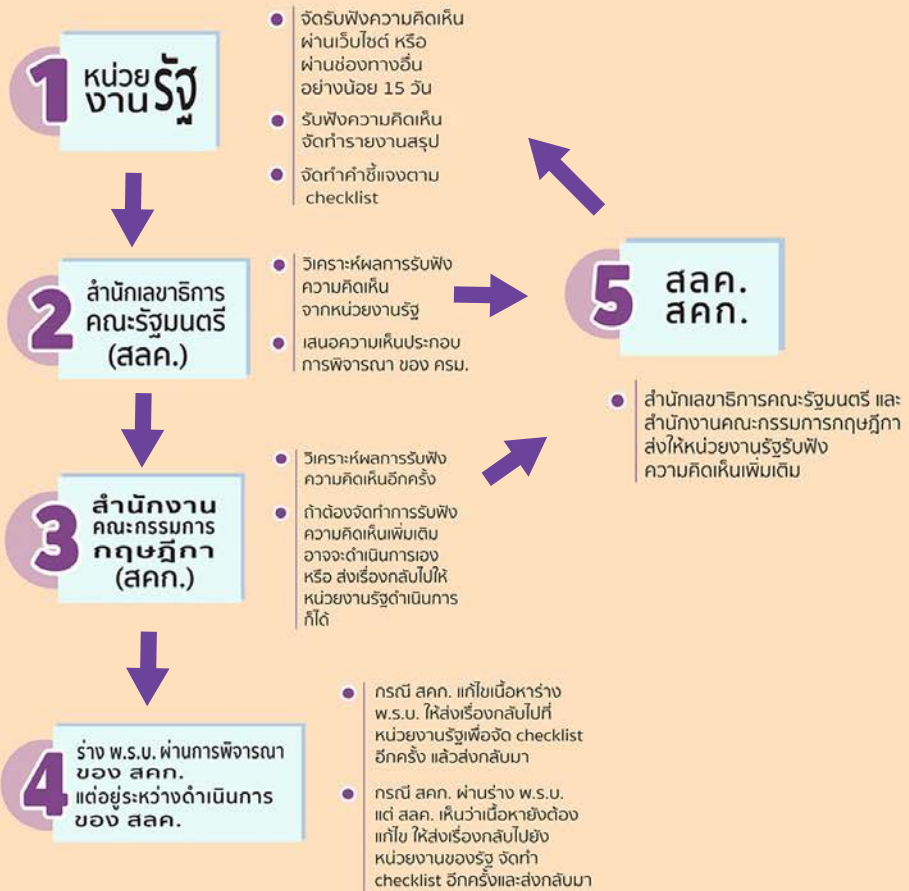 1
หน่วย
งาน รัฐ
จัดรับฟังความคิดเห็น
ผ่านเว็บไซต์ หรือ
ผ่านช่องทางอื่น
อย่างน้อย 15 วัน
รับฟังความคิดเห็น
จัดทำรายงานสรุป
จัดทำคำชี้แจงตาม
checklist
2
สำนักเลขาธิการ
คณะรัฐมนตรี
(สลค.)
วิเคราะห์ผลการรับฟัง
ความคิดเห็น
จากหน่วยงานรัฐ
เสนอความเห็นประกอบ
การพิจารณา ของ ครม.
3
สำนักงาน
คณะกรรมการ
กฤษฎีกา
(สคก.)
วิเคราะห์ผลการรับฟัง
ความคิดเห็นอีกครั้ง
ถ้าต้องจัดทำการรับฟัง
ความคิดเห็นเพิ่มเติม
อาจจะดำเนินการเอง
หรือ ส่งเรื่องกลับไปให้
หน่วยงานรัฐดำเนินการ
ก็ได้
4
ร่าง พ.ร.บ. ผ่านการพิจารณา
ของ สคก.
แต่อยู่ระหว่างดำเนินการ
ของ สลค.
กรณี สคก. แก้ไขเนื้อหาร่าง
พ.ร.บ. ให้ส่งเรื่องกลับไปที่
หน่วยงานรัฐเพื่อจัด checklist
อีกครั้ง แล้วส่งกลับมา
กรณี สคก. ผ่านร่าง พ.ร.บ.
แต่ สลค. เห็นว่าเนื้อหายังต้อง
แก้ไข ให้ส่งเรื่องกลับไปยัง
หน่วยงานของรัฐ จัดทำ
checklist อีกครั้งและส่งกลับมา
5
สลค.
สคก.
สำนักเลขาธิการคณะรัฐมนตรี และ
สำนักงานคณะกรรมการกฤษฎีกา
ส่งให้หน่วยงานรัฐรับฟัง
ความคิดเห็นเพิ่มเติม